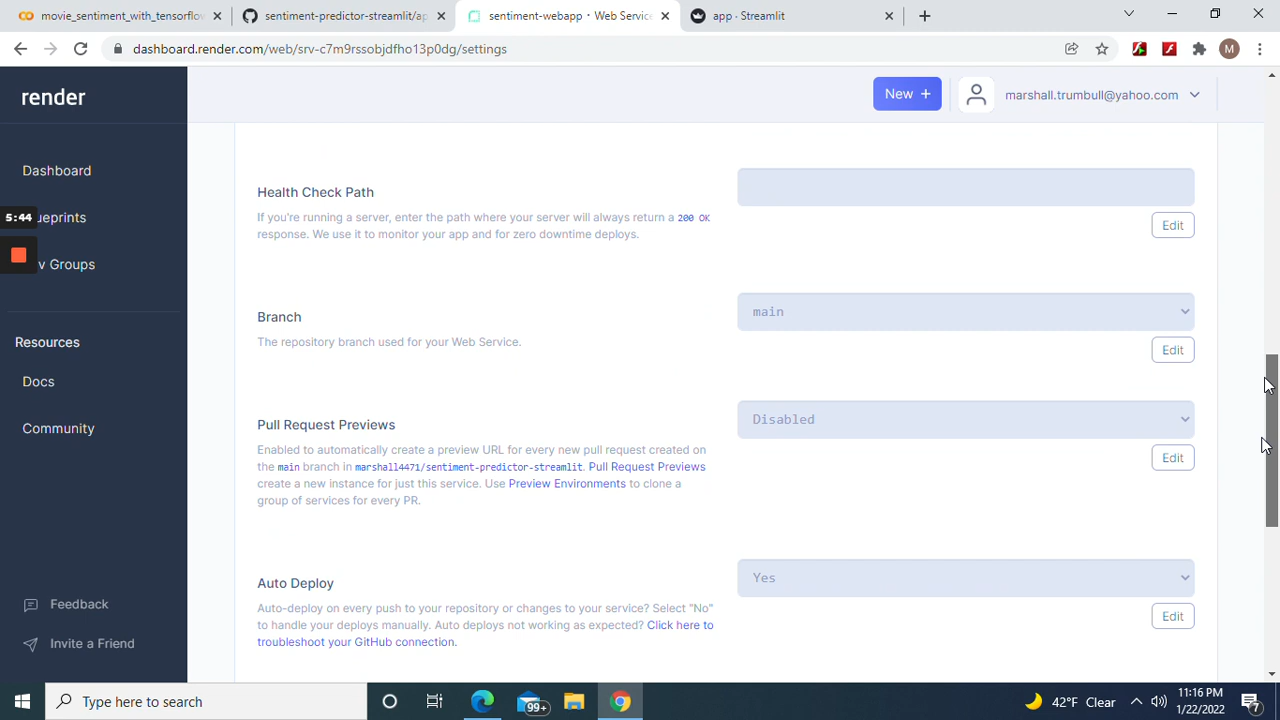 movie_sentiment_with_tensorflow
sentiment-predictor-streamlit/ap
sentiment-webapp · Web Service
app · Streamlit
dashboard.render.com/web/srv-c7m9rssobjdfho13p0dg/settings
M
render
New +
marshall.trumbull@yahoo.com
Dashboard
5:44
ueprints
v Groups
Resources
Docs
Community
Feedback
Invite a Friend
Health Check Path
If you're running a server, enter the path where your server will always return a 200 OK
response. We use it to monitor your app and for zero downtime deploys.
Edit
Branch
The repository branch used for your Web Service.
main
Edit
Pull Request Previews
Enabled to automatically create a preview URL for every new pull request created on
the main branch in marshall4471/sentiment-predictor-streamlit. Pull Request Previews
create a new instance for just this service. Use Preview Environments to clone a
group of services for every PR.
Disabled
Edit
Auto Deploy
Auto-deploy on every push to your repository or changes to your service? Select "No"
to handle your deploys manually. Auto deploys not working as expected? Click here to
troubleshoot your GitHub connection.
Yes
Edit
Type here to search
99+
42°F Clear
11:16 PM
1/22/2022
7